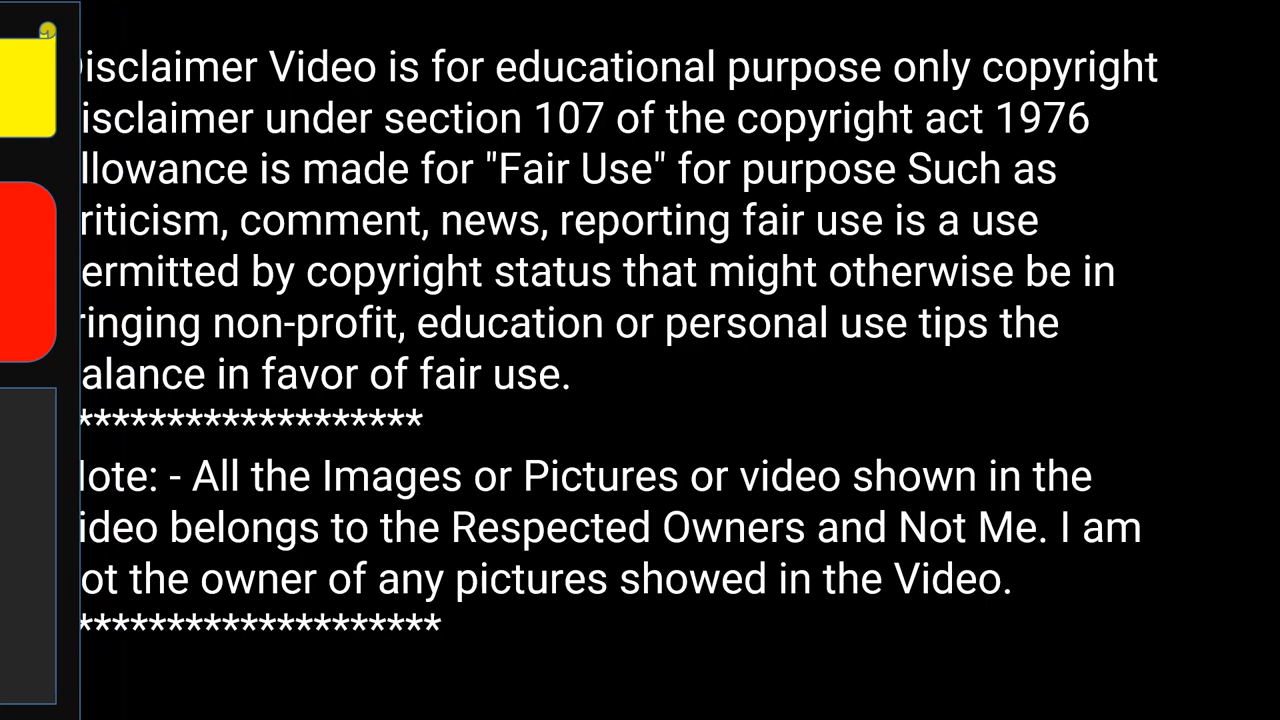 isclaimer Video is for educational purpose only copyright
isclaimer under section 107 of the copyright act 1976
llowance is made for "Fair Use" for purpose Such as
riticism, comment, news, reporting fair use is a use
ermitted by copyright status that might otherwise be in
ringing non-profit, education or personal use tips the
alance in favor of fair use.
*******************
ote: - All the Images or Pictures or video shown in the
ideo belongs to the Respected Owners and Not Me. I am
ot the owner of any pictures showed in the Video.
********************